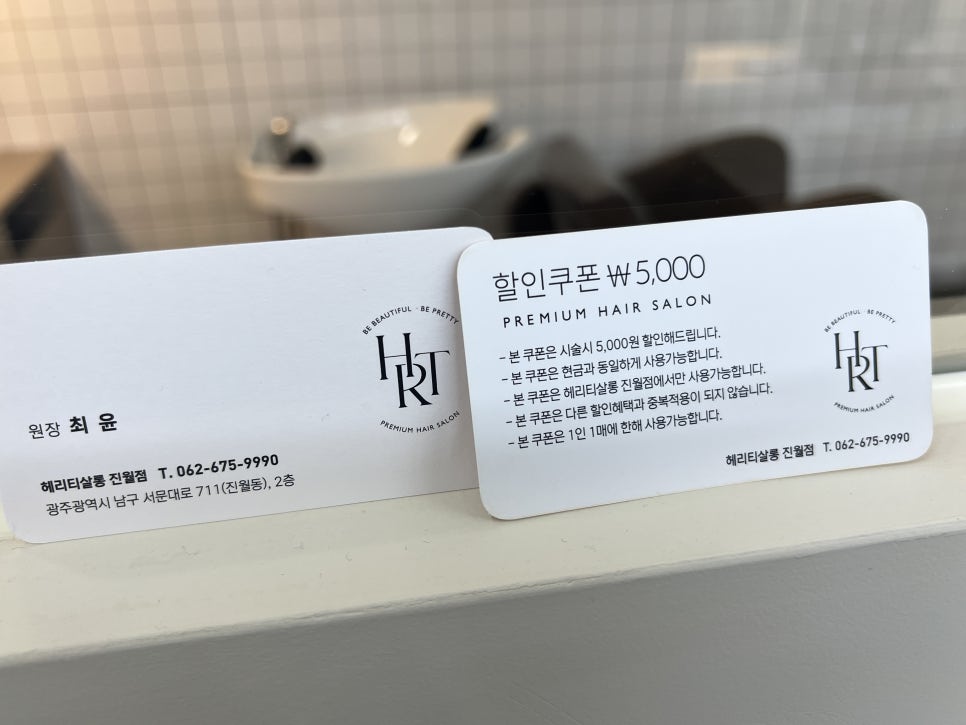 BE BEAUTIFUL · BE PRETTY
HRT
PREMIUM HAIR SALON
원장 최 윤
헤리티살롱 진월점 T. 062-675-9990
광주광역시 남구 서문대로 711(진월동), 2층
할인쿠폰 ₩5,000
PREMIUM HAIR SALON
- 본 쿠폰은 시술시 5,000원 할인해드립니다.
- 본 쿠폰은 현금과 동일하게 사용가능합니다.
- 본 쿠폰은 헤리티살롱 진월점에서만 사용가능합니다.
- 본 쿠폰은 다른 할인혜택과 중복적용이 되지 않습니다.
- 본 쿠폰은 1인 1매에 한해 사용가능합니다.
BE BEAUTIFUL · BE PRETTY
HRT
PREMIUM HAIR SALON
헤리티살롱 진월점 T. 062-675-9990